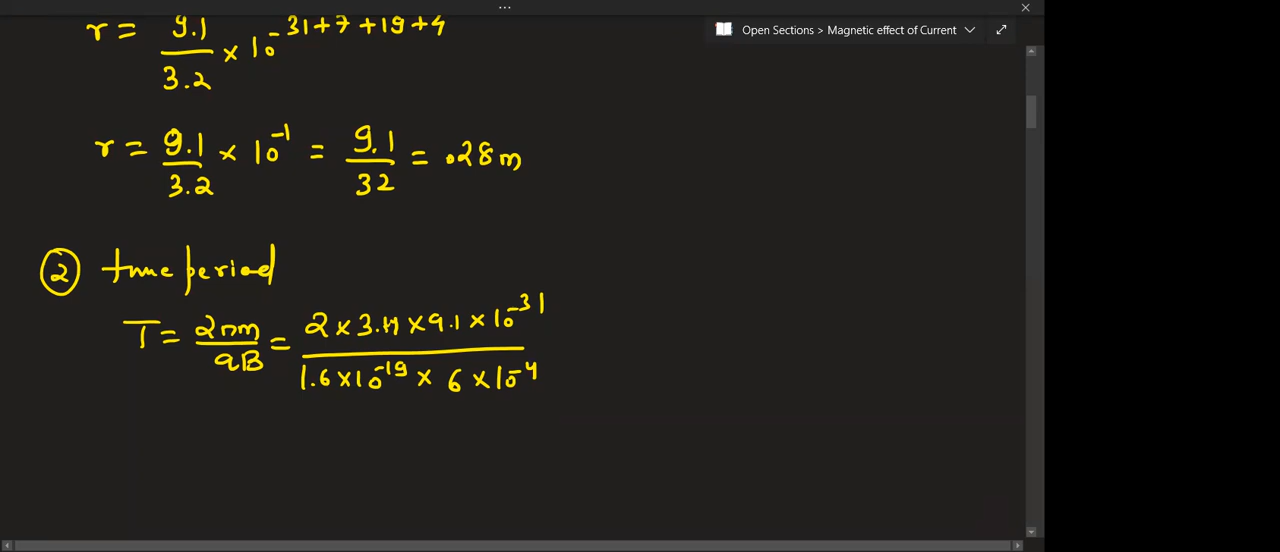 ...
Open Sections > Magnetic effect of Current
r = 9.1/3.2 × 10^-31+7+19+4
r = 9.1/3.2 × 10^-1 = 9.1/32 = .28 m
② time period
T = 2πm/qB = 2 × 3.14 × 9.1 × 10^-31 / 1.6 × 10^-19 × 6 × 10^-4